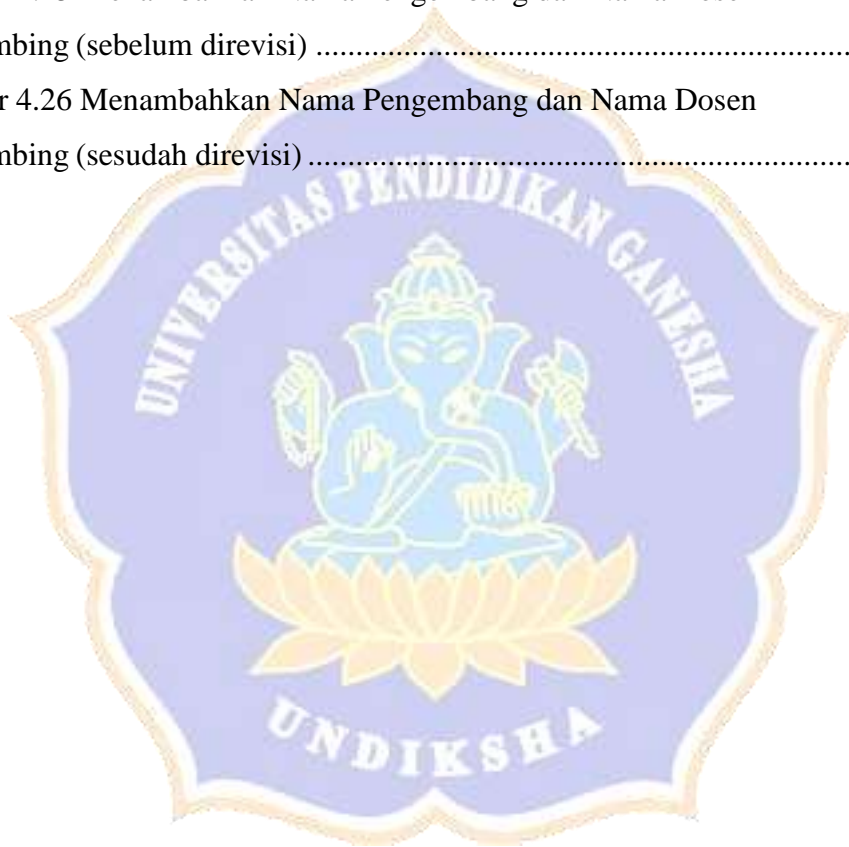 mbing (sebelum direvisi) ...................................................................
r 4.26 Menambahkan Nama Pengembang dan Nama Dosen
mbing (sesudah direvisi) ....................................................................
UNIVERSITAS PENDIDIKAN GANESHA
UNDIKSHA